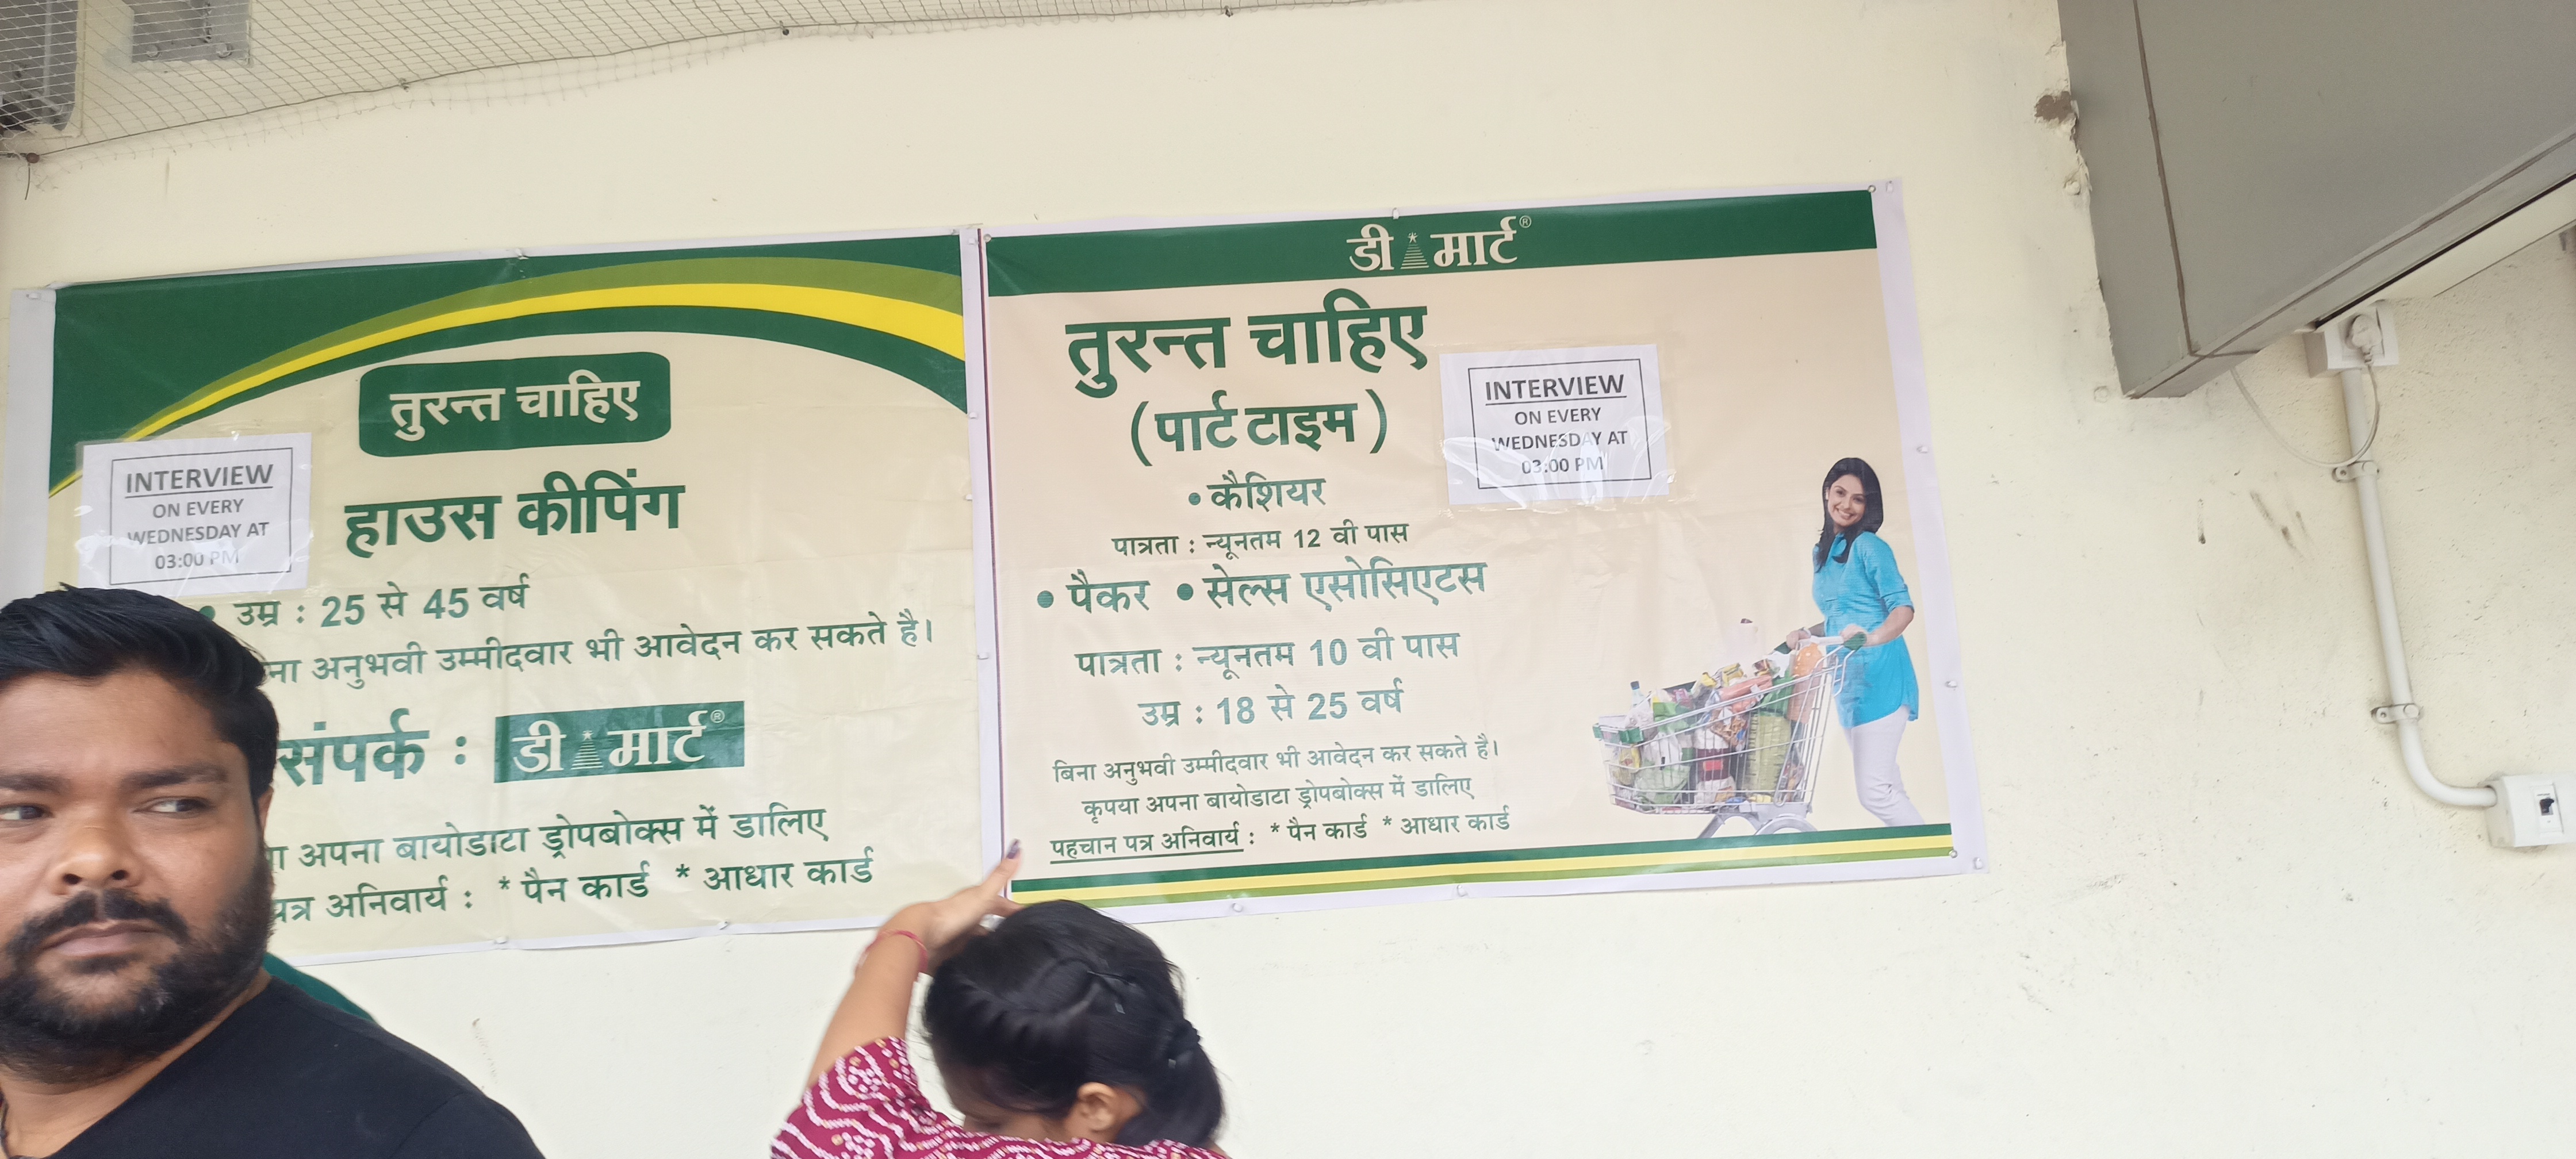 तुरन्त चाहिए
हाउस कीपिंग
INTERVIEW
ON EVERY
WEDNESDAY AT
03:00 PM
• उम्र : 25 से 45 वर्ष
अनुभवी उम्मीदवार भी आवेदन कर सकते है।
संपर्क : डी मार्ट®
अपना बायोडाटा ड्रोपबोक्स में डालिए
पत्र अनिवार्य : * पैन कार्ड * आधार कार्ड
डी मार्ट®
तुरन्त चाहिए
(पार्ट टाइम)
INTERVIEW
ON EVERY
WEDNESDAY AT
03:00 PM
• कैशियर
पात्रता : न्यूनतम 12 वी पास
• पैकर • सेल्स एसोसिएटस
पात्रता : न्यूनतम 10 वी पास
उम्र : 18 से 25 वर्ष
बिना अनुभवी उम्मीदवार भी आवेदन कर सकते है।
कृपया अपना बायोडाटा ड्रोपबोक्स में डालिए
पहचान पत्र अनिवार्य : * पैन कार्ड * आधार कार्ड